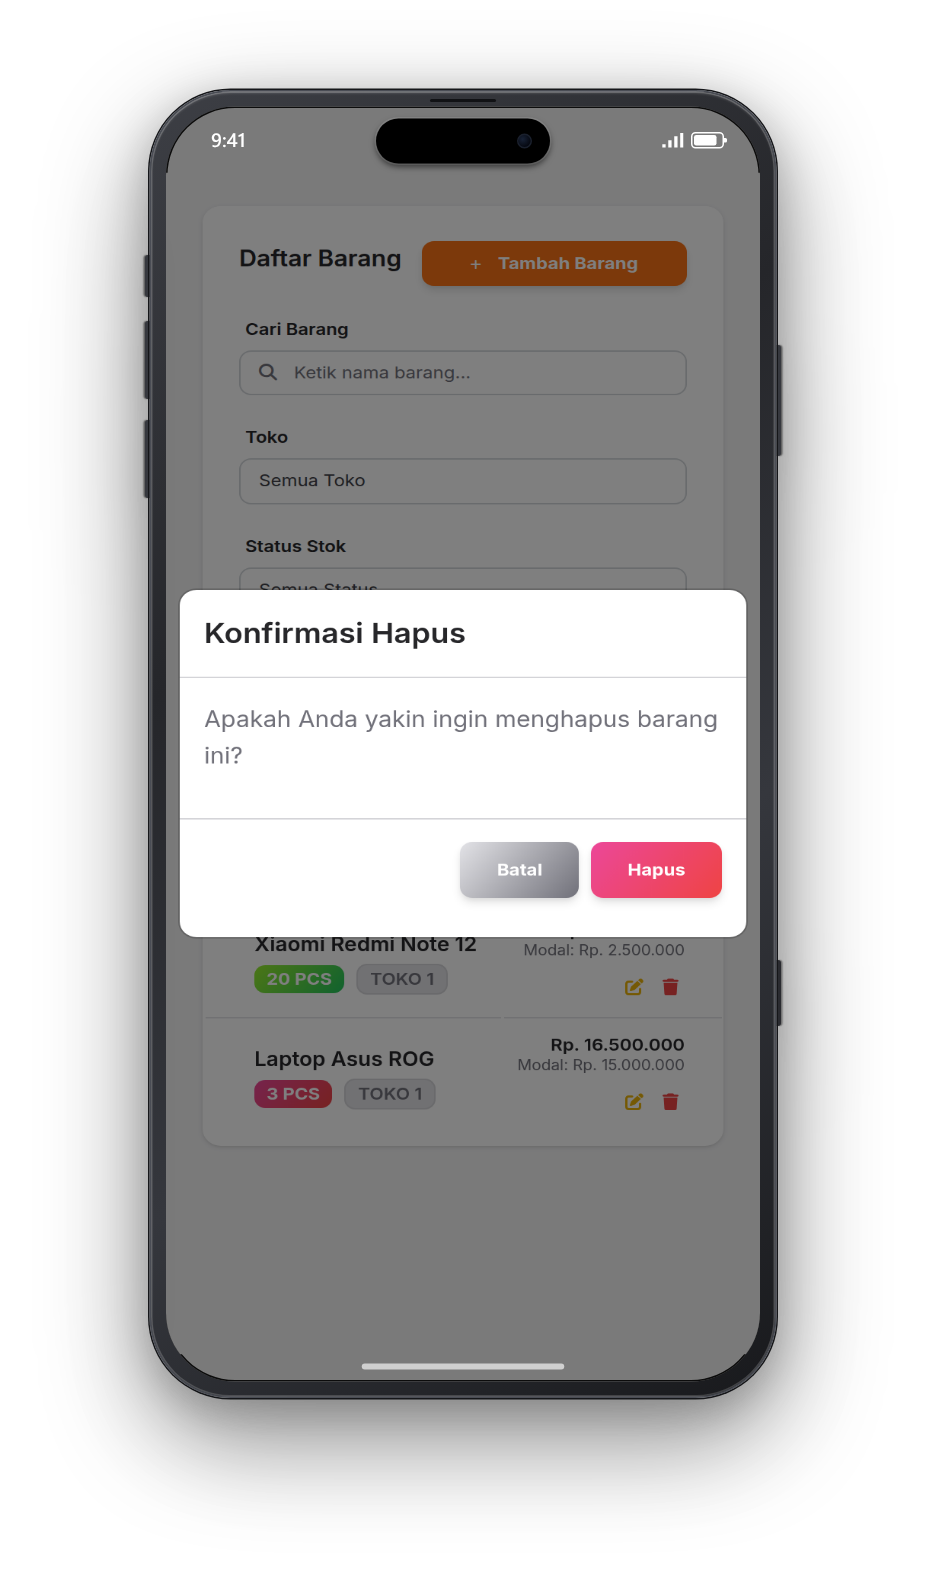 9:41
Daftar Barang
+ Tambah Barang
Cari Barang
Ketik nama barang...
Toko
Semua Toko
Status Stok
Semua Status
Konfirmasi Hapus
Apakah Anda yakin ingin menghapus barang
ini?
Batal
Hapus
Xiaomi Redmi Note 12
Modal: Rp. 2.500.000
20 PCS
TOKO 1
Laptop Asus ROG
Rp. 16.500.000
Modal: Rp. 15.000.000
3 PCS
TOKO 1